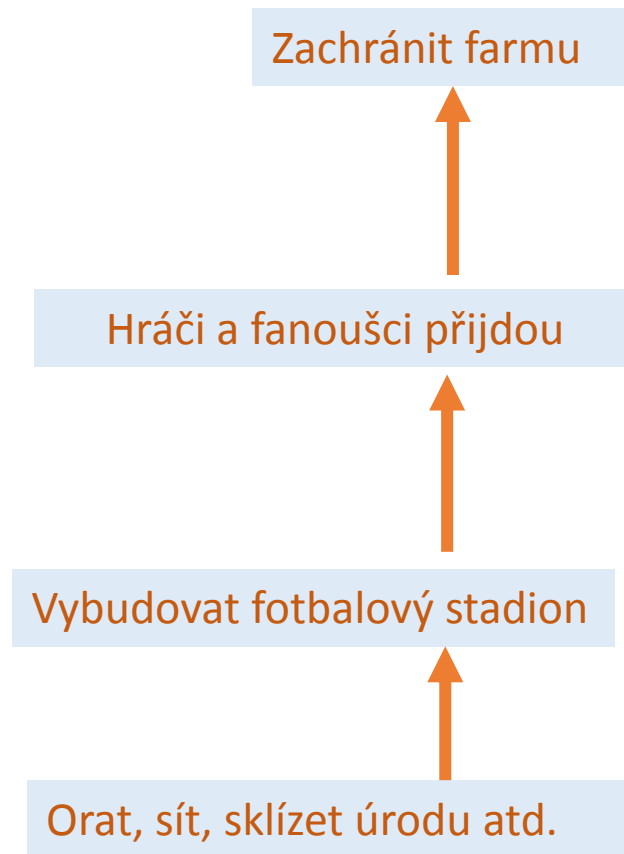 Zachránit farmu
Hráči a fanoušci přijdou
Vybudovat fotbalový stadion
Orat, sít, sklízet úrodu atd.